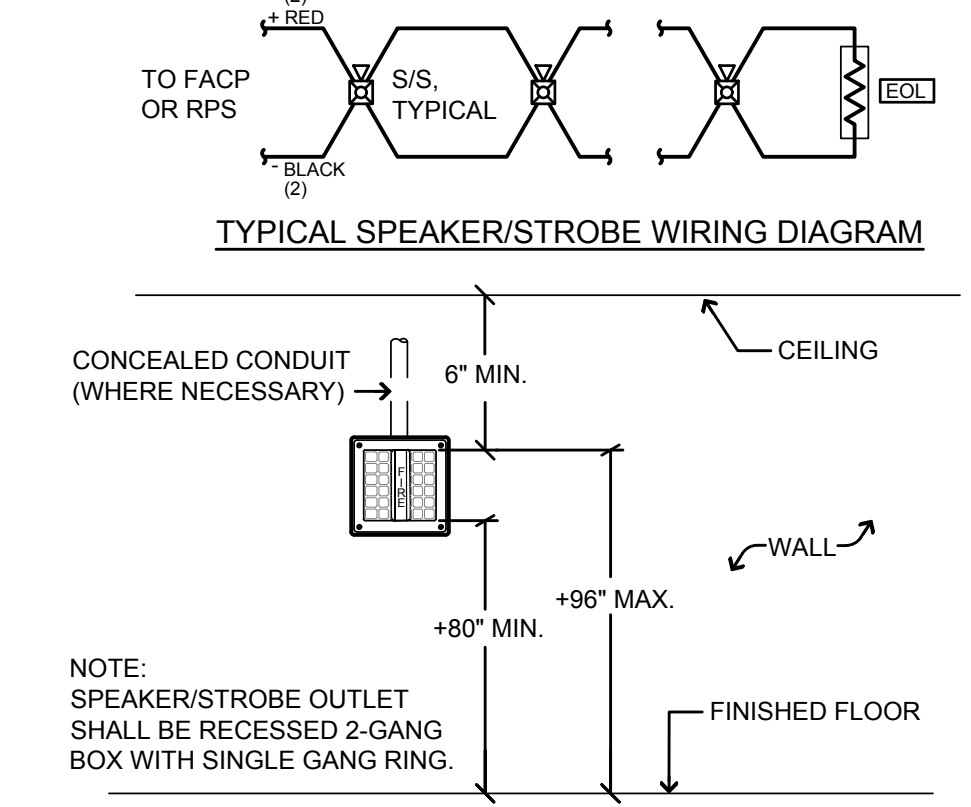 (2)
+ RED
TO FACP
OR RPS
S/S,
TYPICAL
EOL
- BLACK
(2)
TYPICAL SPEAKER/STROBE WIRING DIAGRAM
CEILING
CONCEALED CONDUIT
(WHERE NECESSARY)
6" MIN.
FIRE
WALL
+96" MAX.
+80" MIN.
NOTE:
SPEAKER/STROBE OUTLET
SHALL BE RECESSED 2-GANG
BOX WITH SINGLE GANG RING.
FINISHED FLOOR